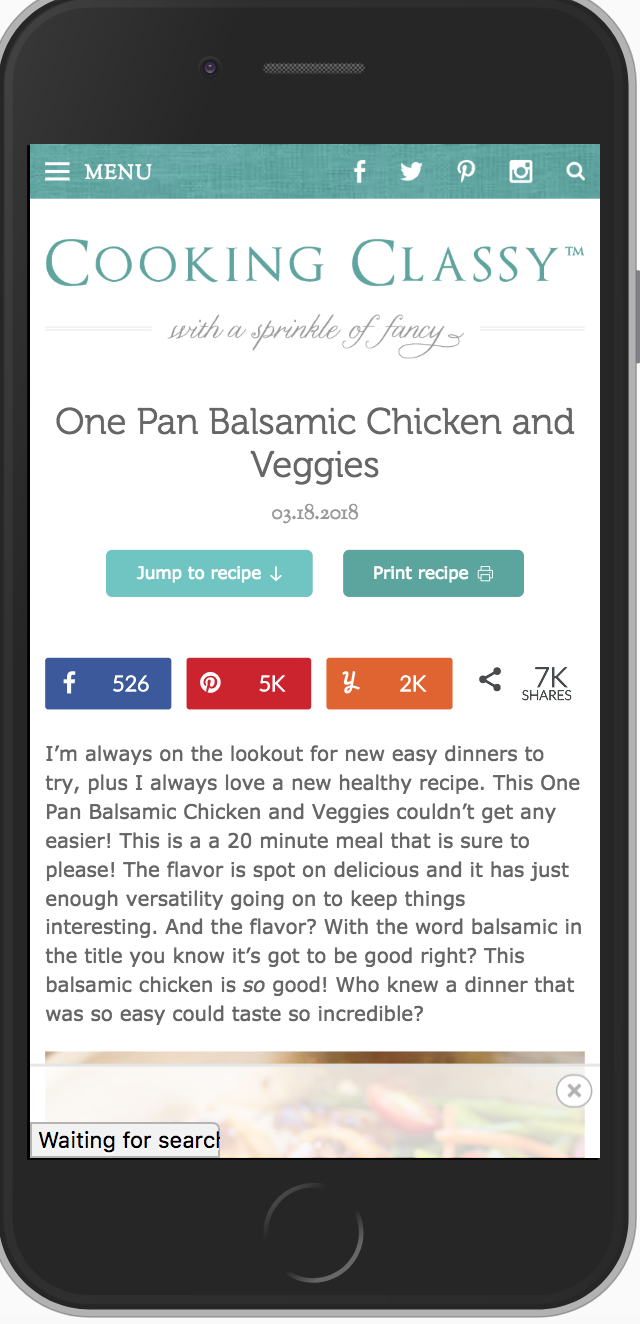 MENU
COOKING CLASSY™
with a sprinkle of fancy
One Pan Balsamic Chicken and
Veggies
03.18.2018
Jump to recipe ↓ Print recipe
526 5K 2K 7K
SHARES
I’m always on the lookout for new easy dinners to
try, plus I always love a new healthy recipe. This One
Pan Balsamic Chicken and Veggies couldn’t get any
easier! This is a a 20 minute meal that is sure to
please! The flavor is spot on delicious and it has just
enough versatility going on to keep things
interesting. And the flavor? With the word balsamic in
the title you know it’s got to be good right? This
balsamic chicken is so good! Who knew a dinner that
was so easy could taste so incredible?
Waiting for search